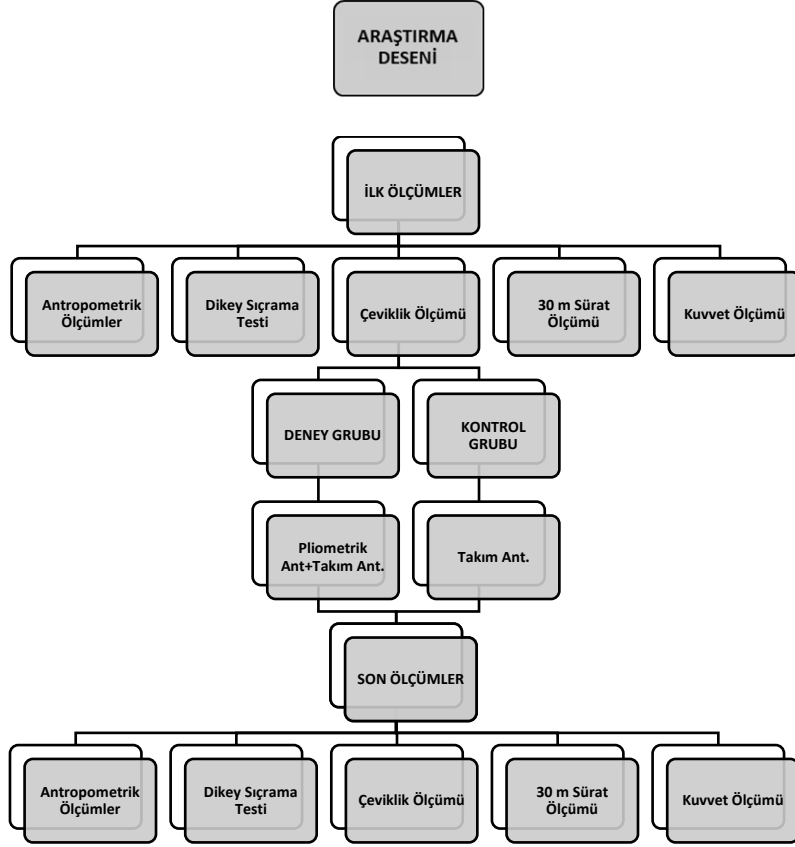 ARAŞTIRMA
DESENİ
İLK ÖLÇÜMLER
Antropometrik
Ölçümler
Dikey Sıçrama
Testi
Çeviklik Ölçümü
30 m Sürat
Ölçümü
Kuvvet Ölçümü
DENEY GRUBU
KONTROL
GRUBU
Pliometrik
Ant+Takım Ant.
Takım Ant.
SON ÖLÇÜMLER
Antropometrik
Ölçümler
Dikey Sıçrama
Testi
Çeviklik Ölçümü
30 m Sürat
Ölçümü
Kuvvet Ölçümü